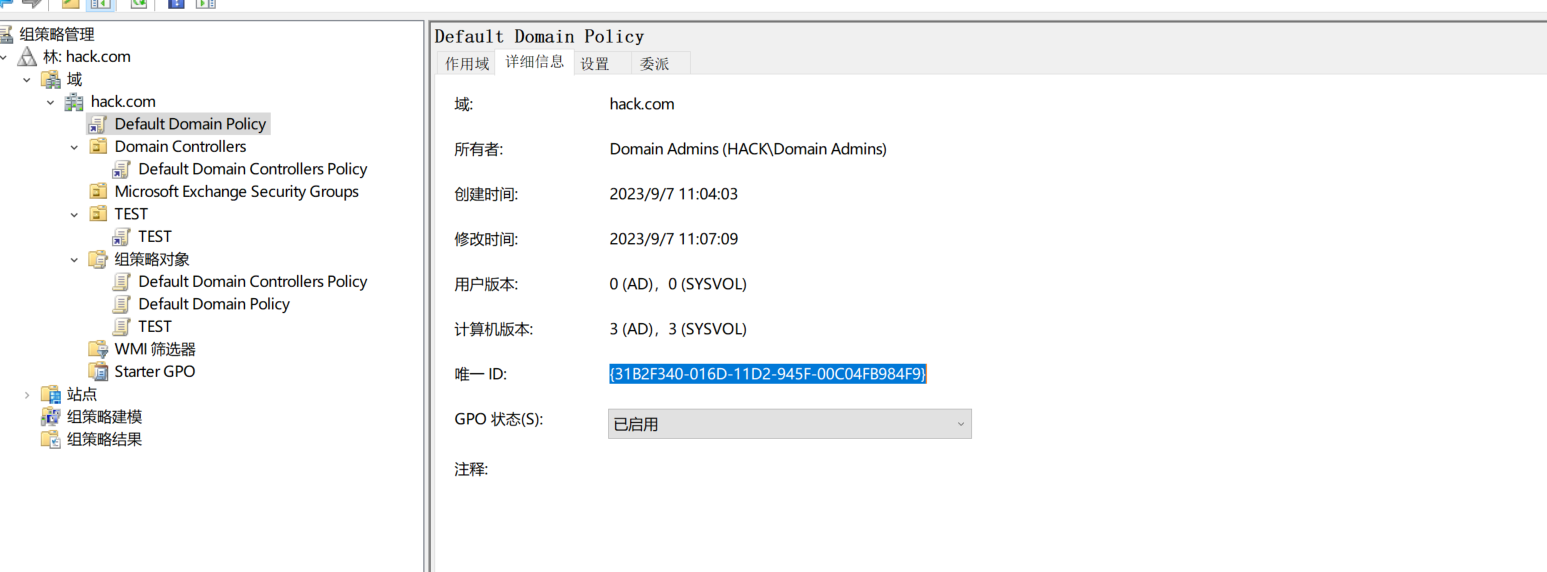 组策略管理
林: hack.com
域
hack.com
Default Domain Policy
Domain Controllers
Default Domain Controllers Policy
Microsoft Exchange Security Groups
TEST
TEST
组策略对象
Default Domain Controllers Policy
Default Domain Policy
TEST
WMI 筛选器
Starter GPO
站点
组策略建模
组策略结果
Default Domain Policy
作用域 详细信息 设置 委派
域: hack.com
所有者: Domain Admins (HACK\Domain Admins)
创建时间: 2023/9/7 11:04:03
修改时间: 2023/9/7 11:07:09
用户版本: 0 (AD)，0 (SYSVOL)
计算机版本: 3 (AD)，3 (SYSVOL)
唯一 ID: {31B2F340-016D-11D2-945F-00C04FB984F9}
GPO 状态(S): 已启用
注释: